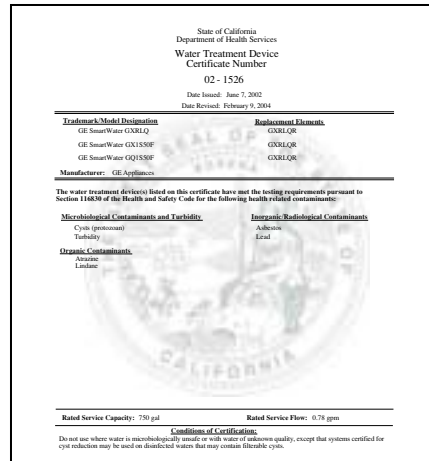 State of California
Department of Health Services
Water Treatment Device
Certificate Number
02 - 1526
Date Issued: June 7, 2002
Date Revised: February 9, 2004
Trademark/Model Designation Replacement Elements
GE SmartWater GXRLQ GXRLQR
GE SmartWater GX1S50F GXRLQR
GE SmartWater GQ1S50F GXRLQR
Manufacturer: GE Appliances
The water treatment device(s) listed on this certificate have met the testing requirements pursuant to
Section 116830 of the Health and Safety Code for the following health related contaminants:
Microbiological Contaminants and Turbidity Inorganic/Radiological Contaminants
Cysts (protozoan) Asbestos
Turbidity Lead
Organic Contaminants
Atrazine
Lindane
CALIFORNIA
Rated Service Capacity: 750 gal Rated Service Flow: 0.78 gpm
Conditions of Certification:
Do not use where water is microbiologically unsafe or with water of unknown quality, except that systems certified for
cyst reduction may be used on disinfected waters that may contain filterable cysts.